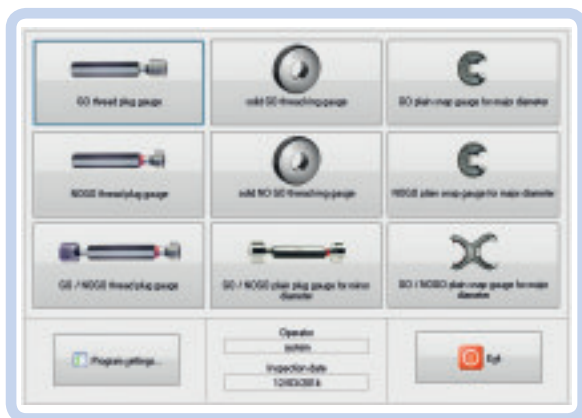 GO thread plug gauge
solid GO thread ring gauge
GO plain snap gauge for major diameter
NOGO thread plug gauge
solid NO GO thread ring gauge
NOGO plain snap gauge for major diameter
GO / NOGO thread plug gauge
GO / NOGO plain plug gauge for minor
diameter
GO / NOGO plain snap gauge for major
diameter
Program settings...
Operator
Inspection date
12/03/2016
Exit